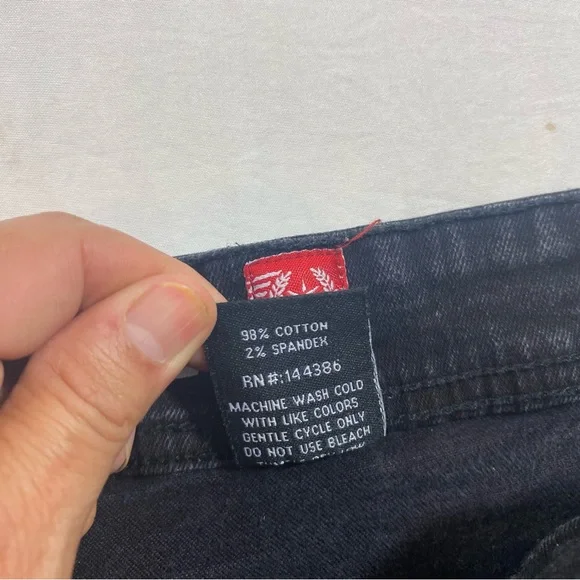 98% COTTON
2% SPANDEX
RN#:144386
MACHINE WASH COLD
WITH LIKE COLORS
GENTLE CYCLE ONLY
DO NOT USE BLEACH